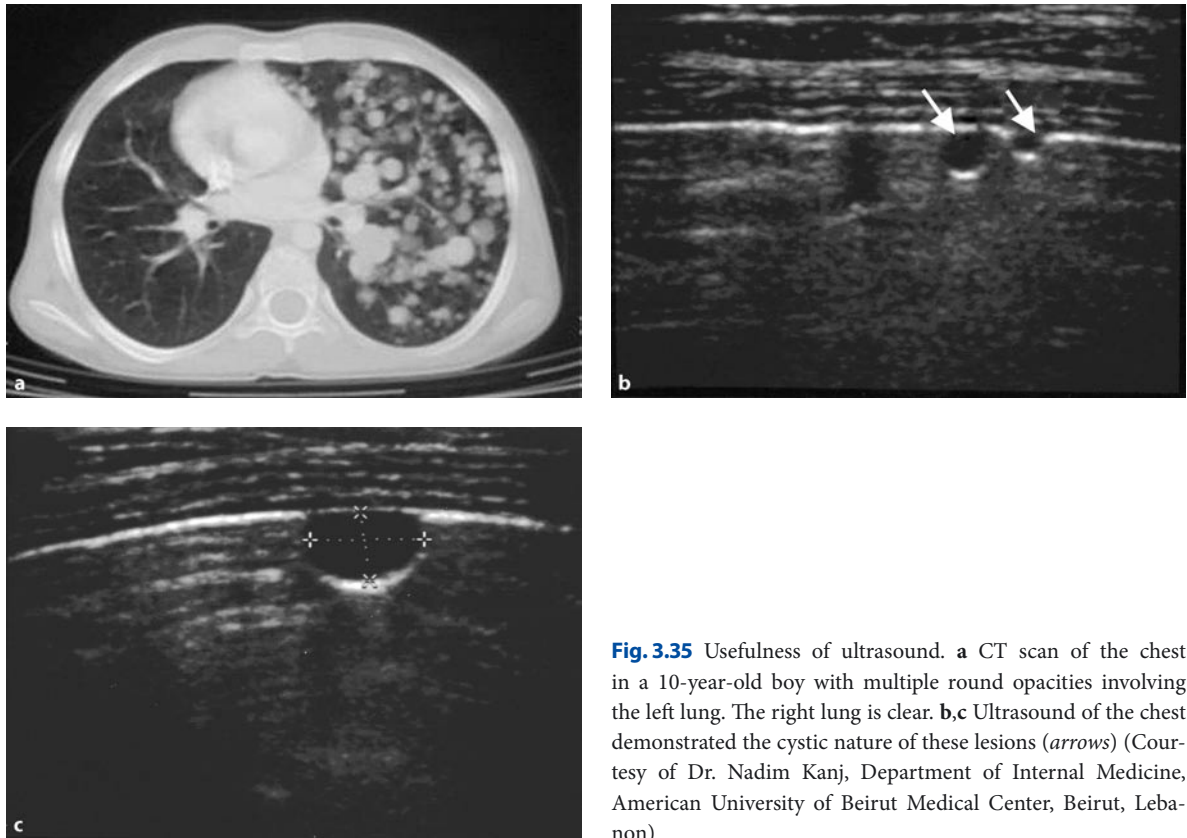 a
b
c
Fig. 3.35 Usefulness of ultrasound. a CT scan of the chest
in a 10-year-old boy with multiple round opacities involving
the left lung. The right lung is clear. b,c Ultrasound of the chest
demonstrated the cystic nature of these lesions (arrows) (Cour-
tesy of Dr. Nadim Kanj, Department of Internal Medicine,
American University of Beirut Medical Center, Beirut, Leba-
non)